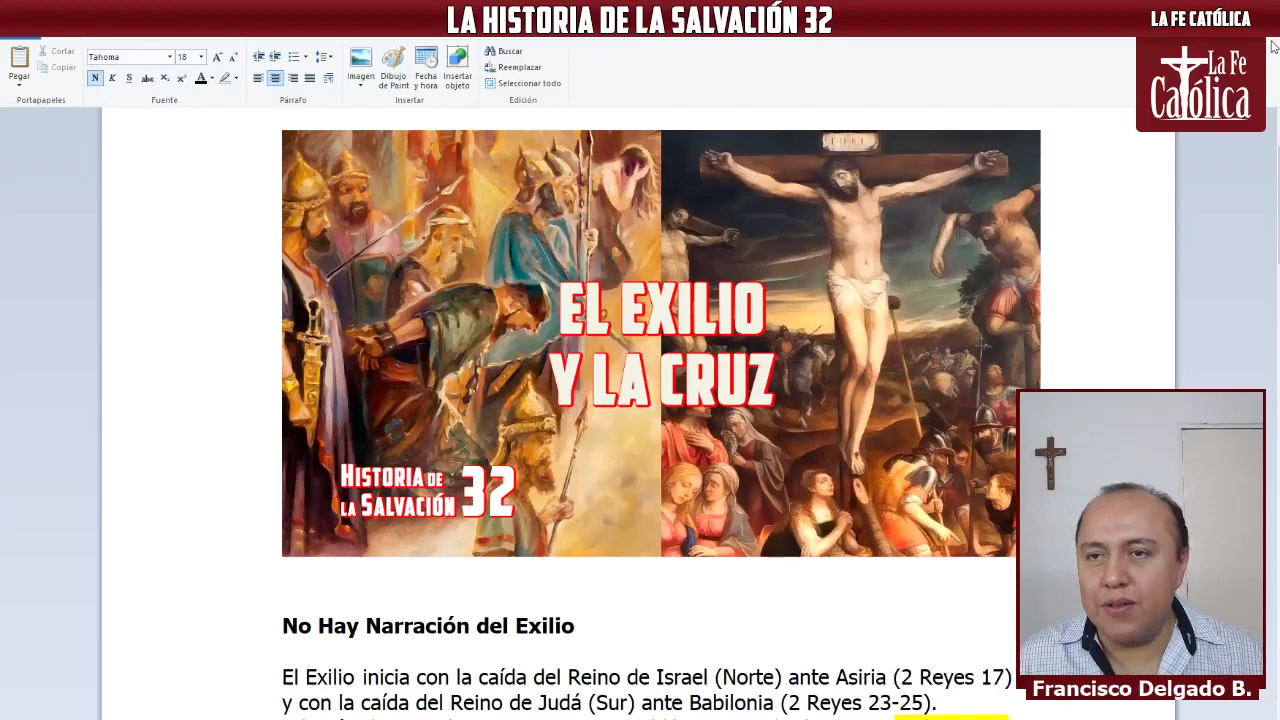 LA HISTORIA DE LA SALVACIÓN 32
LA FE CATÓLICA
La Fe
Católica
Pegar
Cortar
Copiar
Portapapeles
Tahoma
18
Fuente
Párrafo
Imagen
Dibujo
de Paint
Fecha
y hora
Insertar
objeto
Insertar
Buscar
Reemplazar
Seleccionar todo
Edición
EL EXILIO
Y LA CRUZ
HISTORIA DE
LA SALVACIÓN 32
No Hay Narración del Exilio
El Exilio inicia con la caída del Reino de Israel (Norte) ante Asiria (2 Reyes 17)
y con la caída del Reino de Judá (Sur) ante Babilonia (2 Reyes 23-25).
Francisco Delgado B.